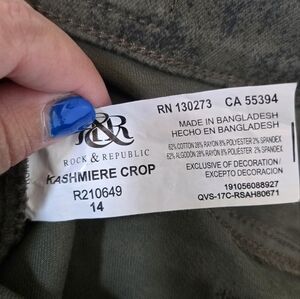 R&R
ROCK & REPUBLIC
KASHMIERE CROP
R210649
14
RN 130273 CA 55394
MADE IN BANGLADESH
HECHO EN BANGLADESH
62% COTTON 28% RAYON 8% POLYESTER 2% SPANDEX
62% ALGODON 28% RAYON 8% POLIYESTER 2% SPANDEX
EXCLUSIVE OF DECORATION/
EXCEPTO DECORACION
191056088927
QVS-17C-RSAH80671